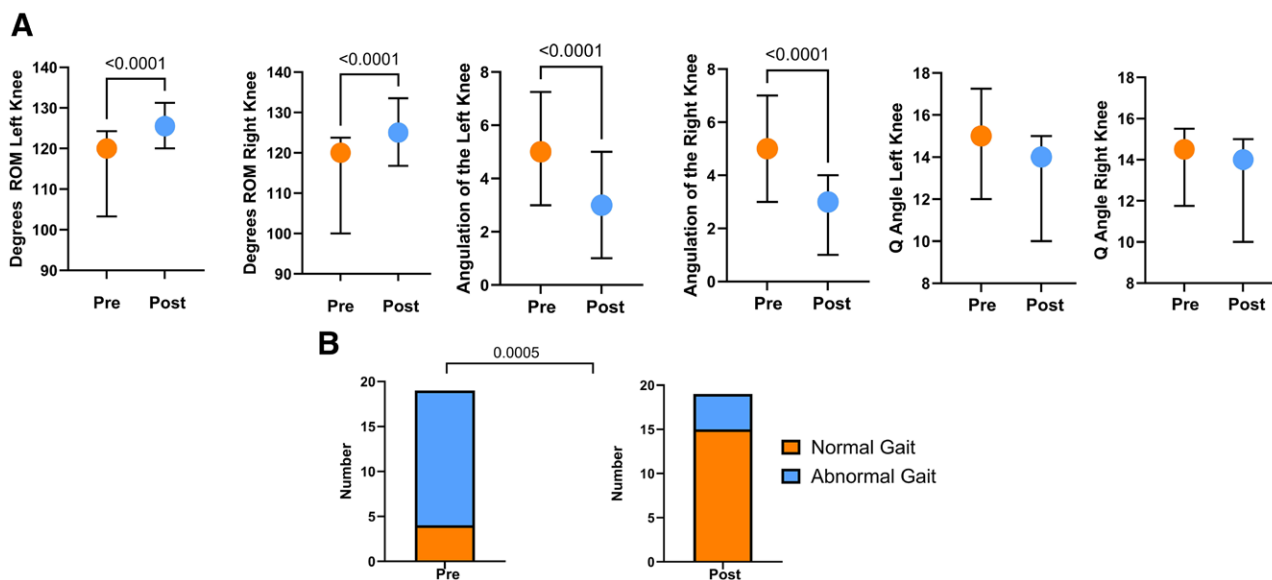 A
Degrees ROM Left Knee
140
130
120
110
100
90
<0.0001
Pre Post
Degrees ROM Right Knee
140
130
120
110
100
90
<0.0001
Pre Post
Angulation of the Left Knee
8
6
4
2
0
<0.0001
Pre Post
Angulation of the Right Knee
8
6
4
2
0
<0.0001
Pre Post
Q Angle Left Knee
18
16
14
12
10
8
Pre Post
Q Angle Right Knee
18
16
14
12
10
8
Pre Post
B
0.0005
Number
20
15
10
5
0
Pre
Number
20
15
10
5
0
Post
Normal Gait
Abnormal Gait